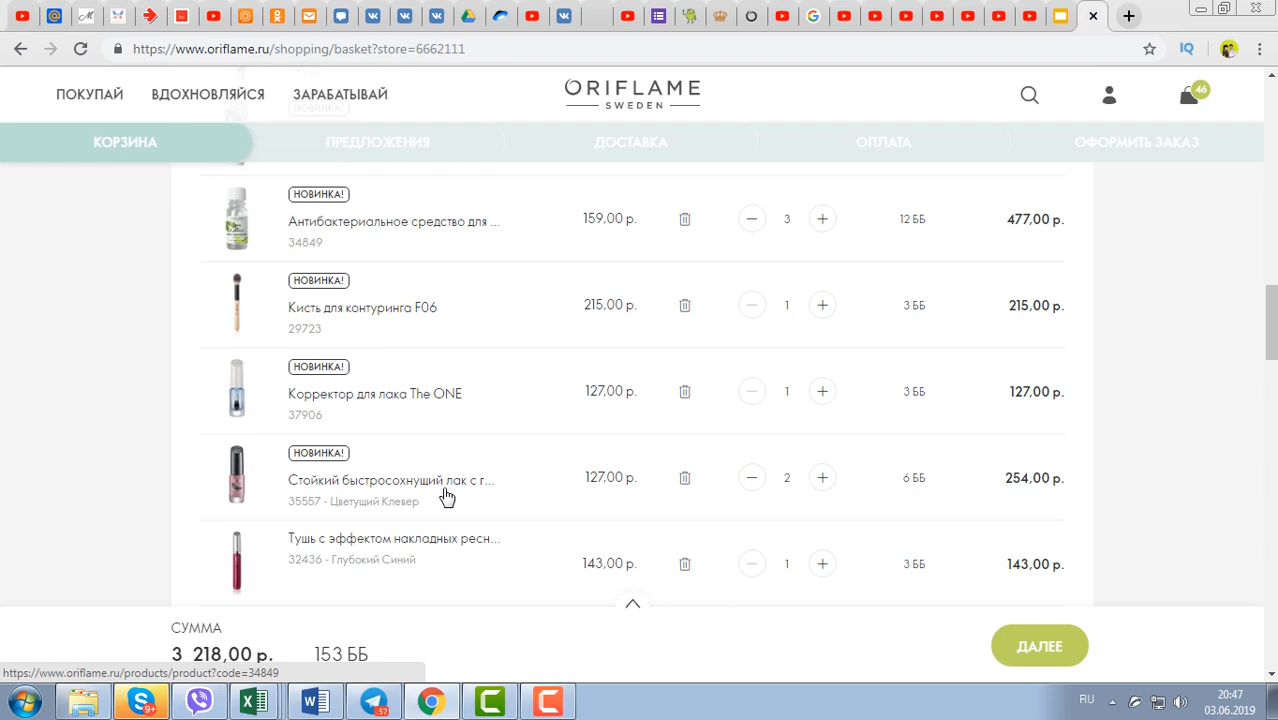 https://www.oriflame.ru/shopping/basket?store=6662111
IQ
ПОКУПАЙ ВДОХНОВЛЯЙСЯ ЗАРАБАТЫВАЙ
ORIFLAME
SWEDEN
46
КОРЗИНА ПРЕДЛОЖЕНИЯ ДОСТАВКА ОПЛАТА ОФОРМИТЬ ЗАКАЗ
НОВИНКА!
НОВИНКА!
Антибактериальное средство для ... 159,00 р. 3 12 ББ 477,00 р.
34849
НОВИНКА!
Кисть для контуринга F06 215,00 р. 1 3 ББ 215,00 р.
29723
НОВИНКА!
Корректор для лака The ONE 127,00 р. 1 3 ББ 127,00 р.
37906
НОВИНКА!
Стойкий быстросохнущий лак с г... 127,00 р. 2 6 ББ 254,00 р.
35557 - Цветущий Клевер
Тушь с эффектом накладных ресн... 143,00 р. 1 3 ББ 143,00 р.
32436 - Глубокий Синий
СУММА
3 218,00 р. 153 ББ
ДАЛЕЕ
https://www.oriflame.ru/products/product?code=34849
9+
57
RU
20:47
03.06.2019